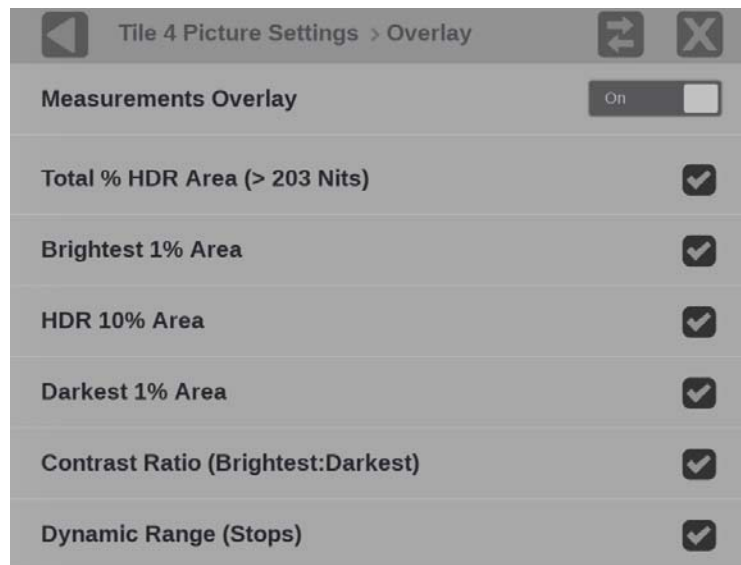 Tile 4 Picture Settings > Overlay
Measurements Overlay On
Total % HDR Area (> 203 Nits)
Brightest 1% Area
HDR 10% Area
Darkest 1% Area
Contrast Ratio (Brightest:Darkest)
Dynamic Range (Stops)